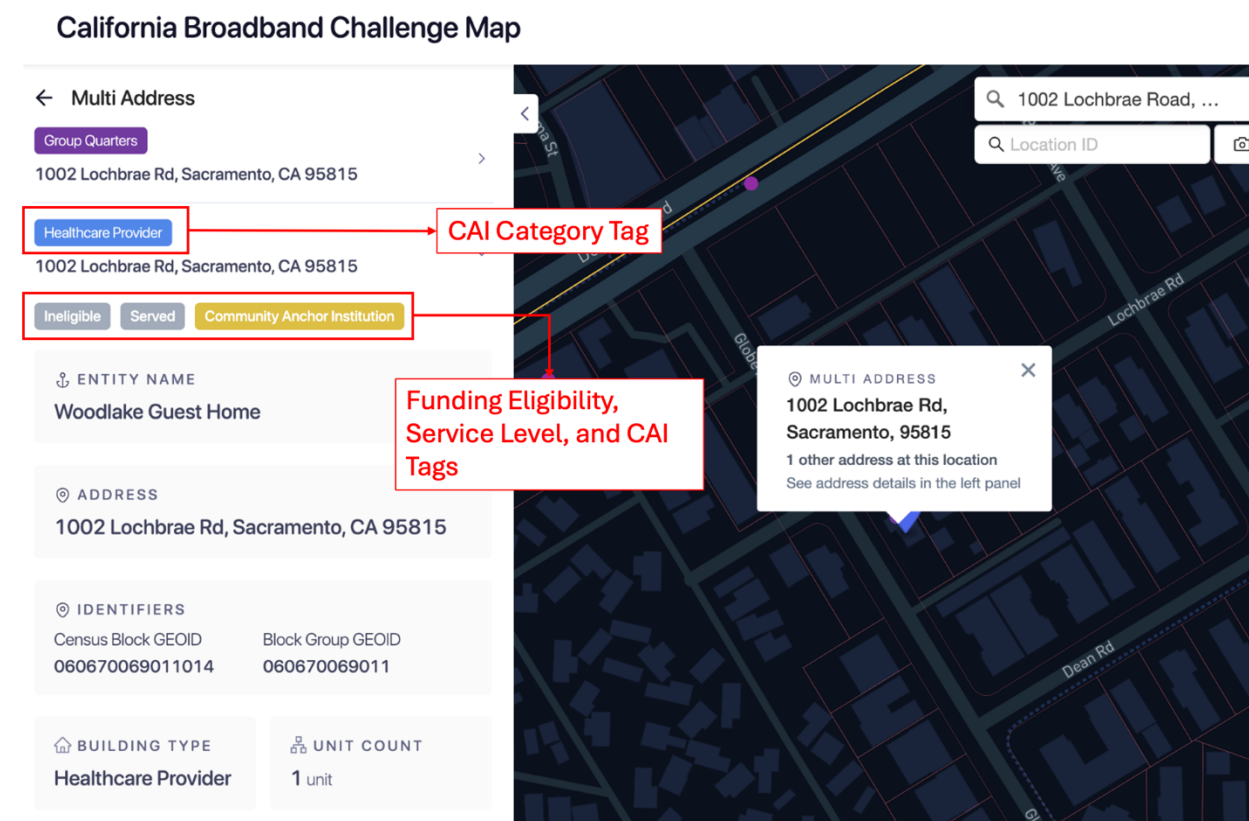 California Broadband Challenge Map
Multi Address
Group Quarters
1002 Lochbrae Rd, Sacramento, CA 95815
Healthcare Provider
1002 Lochbrae Rd, Sacramento, CA 95815
Ineligible
Served
Community Anchor Institution
ENTITY NAME
Woodlake Guest Home
ADDRESS
1002 Lochbrae Rd, Sacramento, CA 95815
IDENTIFIERS
Census Block GEOID
Block Group GEOID
060670069011014
060670069011
BUILDING TYPE
UNIT COUNT
Healthcare Provider
1 unit
CAI Category Tag
Funding Eligibility,
Service Level, and CAI
Tags
1002 Lochbrae Road, ...
Location ID
MULTI ADDRESS
1002 Lochbrae Rd,
Sacramento, 95815
1 other address at this location
See address details in the left panel
St
Ave
Lochbrae Rd
Globe
Dean Rd